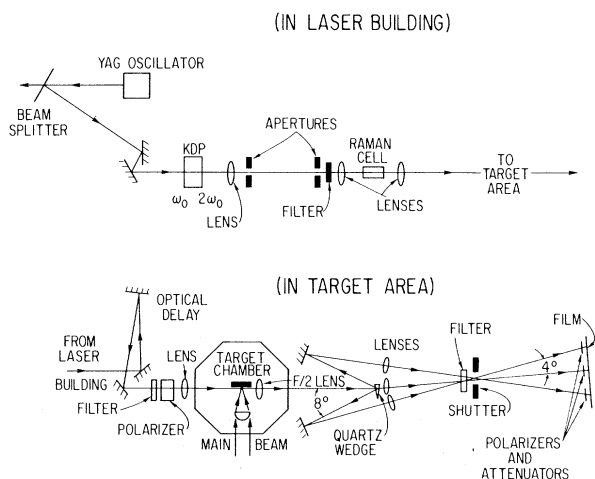 (IN LASER BUILDING)
YAG OSCILLATOR
BEAM
SPLITTER
APERTURES
KDP
RAMAN
CELL
TO
TARGET
AREA
ω₀ 2ω₀
LENS
FILTER
LENSES
(IN TARGET AREA)
OPTICAL
DELAY
FROM
LASER
BUILDING
LENS
TARGET
CHAMBER
F/2 LENS
LENSES
FILTER
FILM
4°
8°
FILTER
POLARIZER
MAIN BEAM
QUARTZ
WEDGE
SHUTTER
POLARIZERS
AND
ATTENUATORS